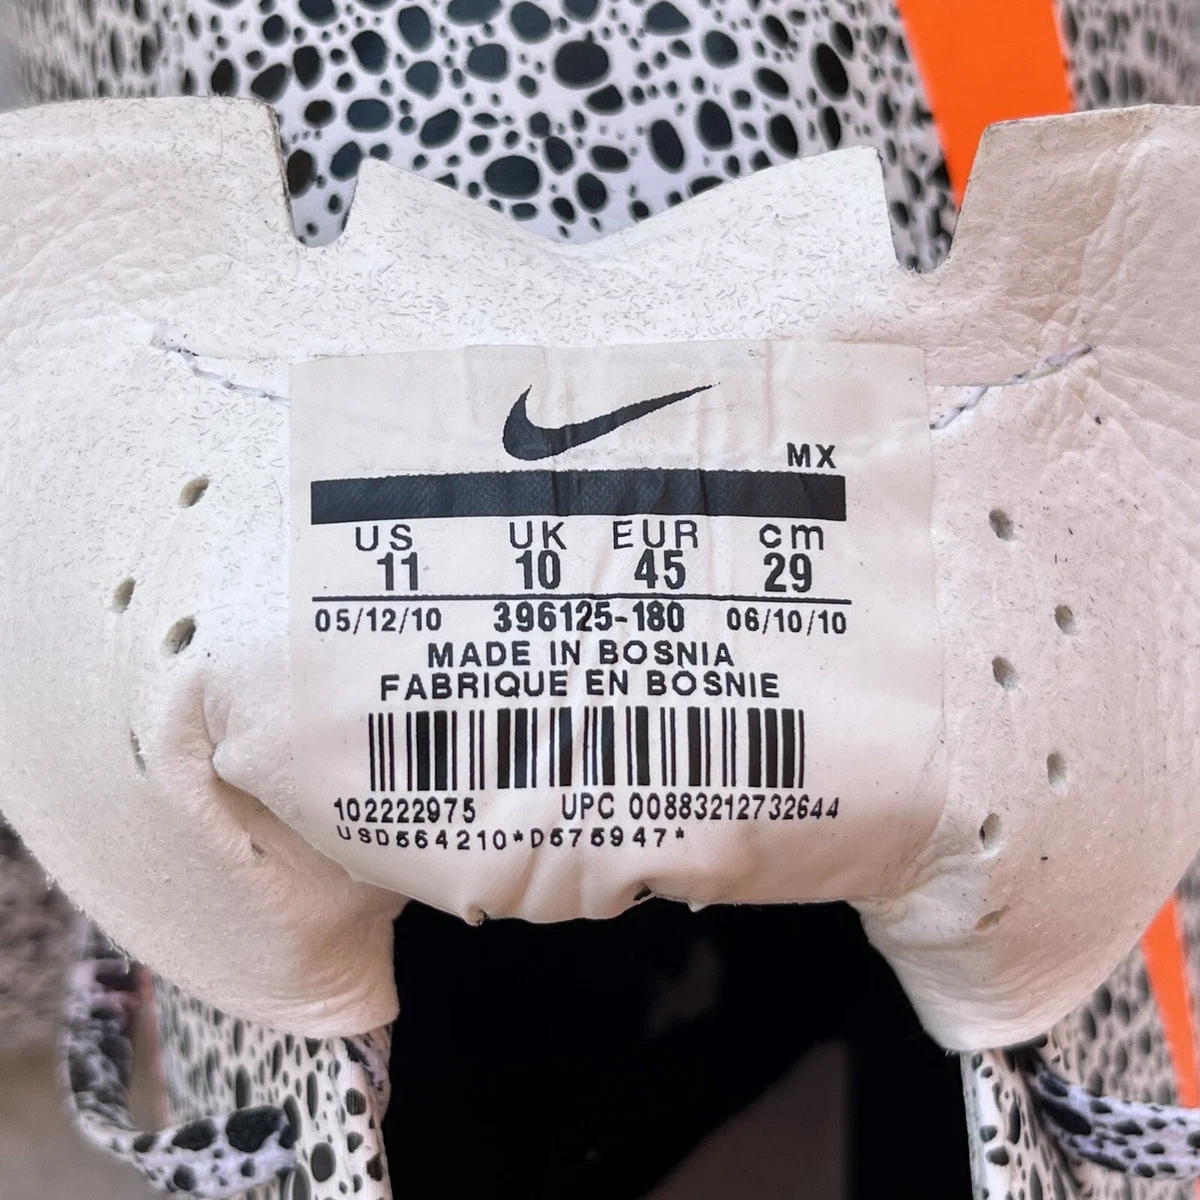 MX
US UK EUR cm
11 10 45 29
05/12/10 396125-180 06/10/10
MADE IN BOSNIA
FABRIQUE EN BOSNIE
102222975 UPC 00883212732644
USD564210*D575947*